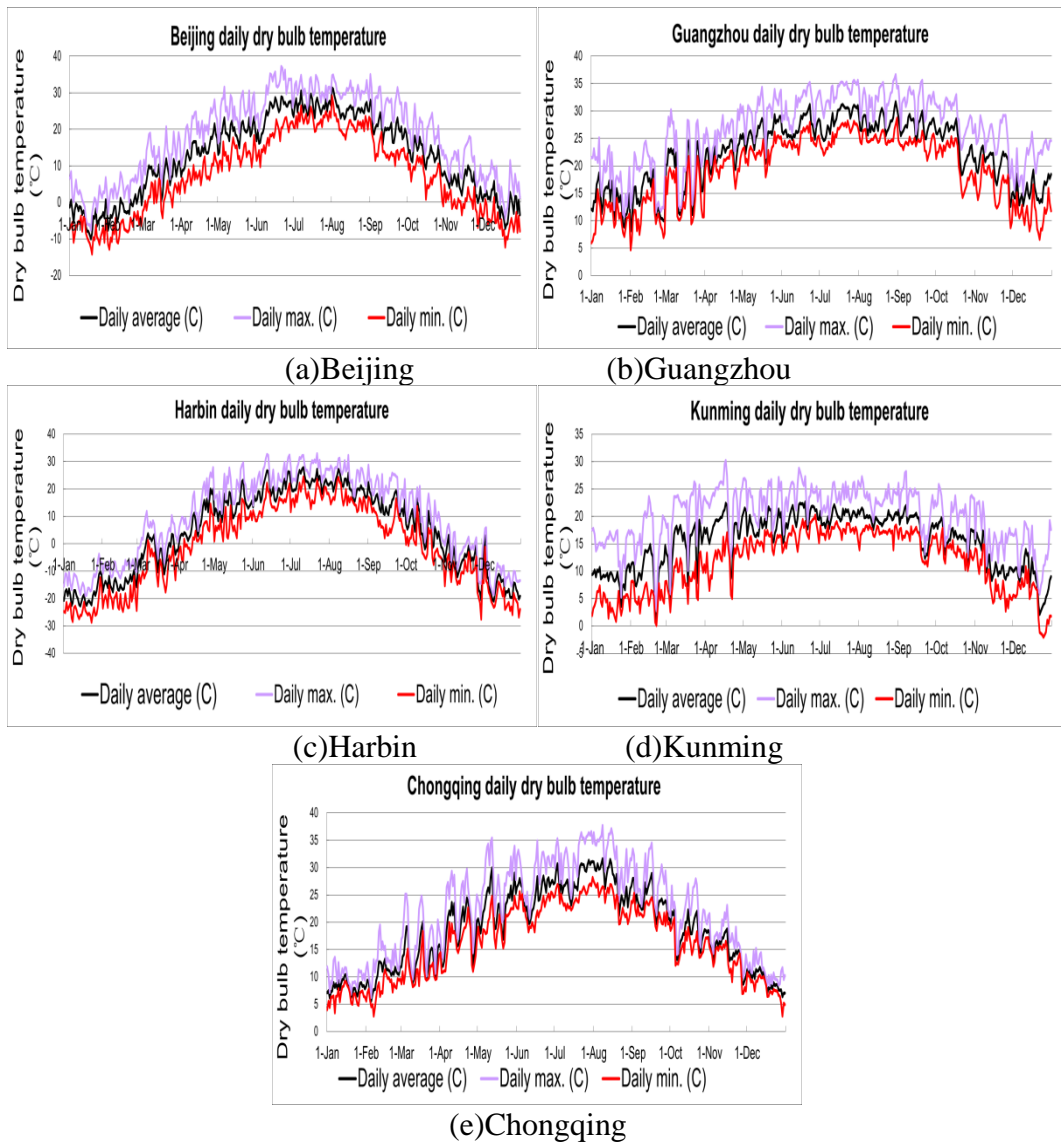 Beijing daily dry bulb temperature
Dry bulb temperature
(℃)
40
30
20
10
0
-10
-20
1-Jan 1-Feb 1-Mar 1-Apr 1-May 1-Jun 1-Jul 1-Aug 1-Sep 1-Oct 1-Nov 1-Dec
Daily average (C) Daily max. (C) Daily min. (C)
(a)Beijing
Guangzhou daily dry bulb temperature
Dry bulb temperature
(℃)
40
35
30
25
20
15
10
5
0
1-Jan 1-Feb 1-Mar 1-Apr 1-May 1-Jun 1-Jul 1-Aug 1-Sep 1-Oct 1-Nov 1-Dec
Daily average (C) Daily max. (C) Daily min. (C)
(b)Guangzhou
Harbin daily dry bulb temperature
Dry bulb temperature
(℃)
40
30
20
10
0
-10
-20
-30
-40
1-Jan 1-Feb 1-Mar 1-Apr 1-May 1-Jun 1-Jul 1-Aug 1-Sep 1-Oct 1-Nov 1-Dec
Daily average (C) Daily max. (C) Daily min. (C)
(c)Harbin
Kunming daily dry bulb temperature
Dry bulb temperature
(℃)
35
30
25
20
15
10
5
0
-5
1-Jan 1-Feb 1-Mar 1-Apr 1-May 1-Jun 1-Jul 1-Aug 1-Sep 1-Oct 1-Nov 1-Dec
Daily average (C) Daily max. (C) Daily min. (C)
(d)Kunming
Chongqing daily dry bulb temperature
Dry bulb temperature
(℃)
40
35
30
25
20
15
10
5
0
1-Jan 1-Feb 1-Mar 1-Apr 1-May 1-Jun 1-Jul 1-Aug 1-Sep 1-Oct 1-Nov 1-Dec
Daily average (C) Daily max. (C) Daily min. (C)
(e)Chongqing